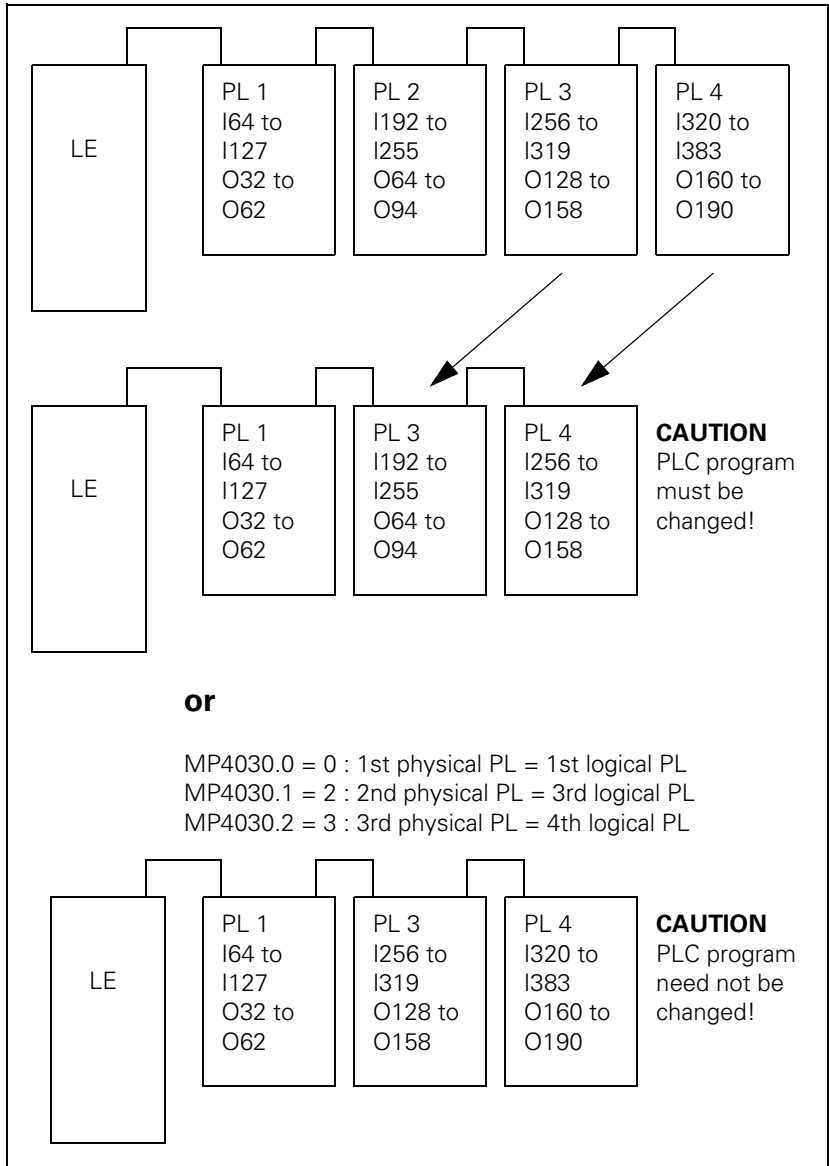 LE
PL 1
I64 to
I127
O32 to
O62
PL 2
I192 to
I255
O64 to
O94
PL 3
I256 to
I319
O128 to
O158
PL 4
I320 to
I383
O160 to
O190
LE
PL 1
I64 to
I127
O32 to
O62
PL 3
I192 to
I255
O64 to
O94
PL 4
I256 to
I319
O128 to
O158
CAUTION
PLC program
must be
changed!
or
MP4030.0 = 0 : 1st physical PL = 1st logical PL
MP4030.1 = 2 : 2nd physical PL = 3rd logical PL
MP4030.2 = 3 : 3rd physical PL = 4th logical PL
LE
PL 1
I64 to
I127
O32 to
O62
PL 3
I256 to
I319
O128 to
O158
PL 4
I320 to
I383
O160 to
O190
CAUTION
PLC program
need not be
changed!